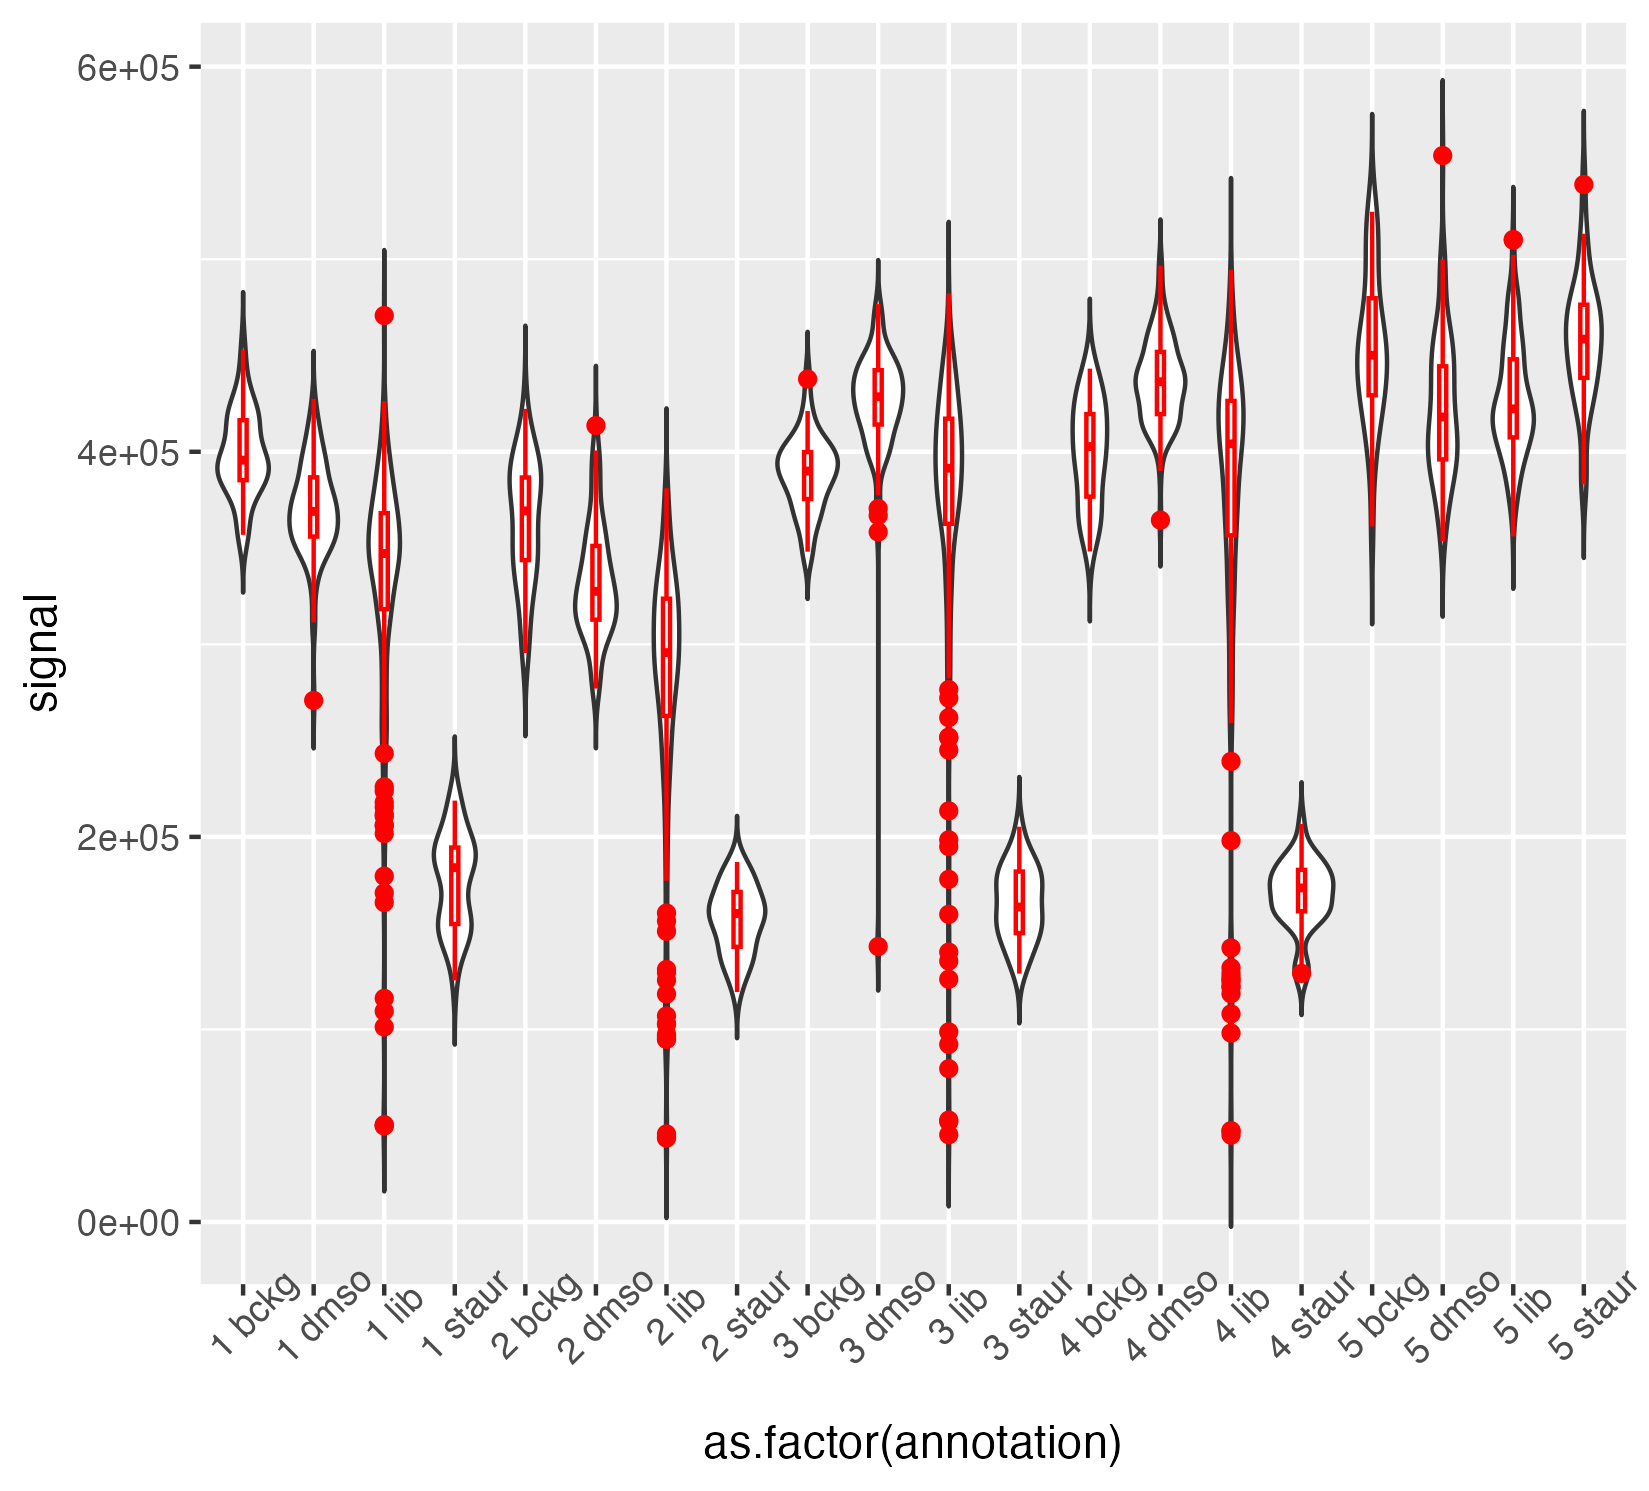 6e+05
4e+05
2e+05
0e+00
signal
1 bckg
1 dmso
1 lib
1 staur
2 bckg
2 dmso
2 lib
2 staur
3 bckg
3 dmso
3 lib
3 staur
4 bckg
4 dmso
4 lib
4 staur
5 bckg
5 dmso
5 lib
5 staur
as.factor(annotation)